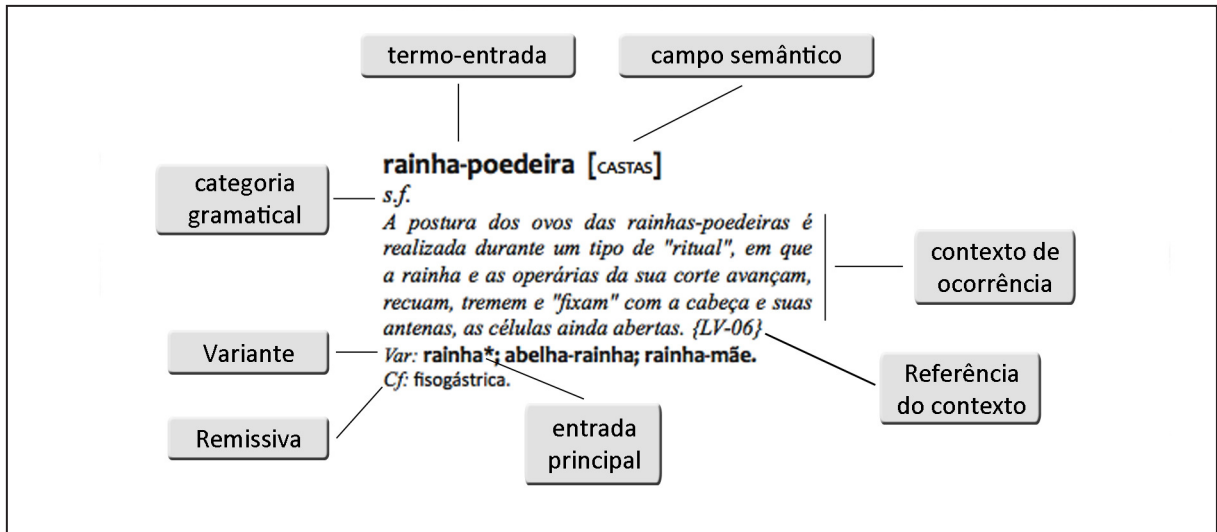 termo-entrada
campo semântico
rainha-poedeira [CASTAS]
categoria
gramatical
s.f.
A postura dos ovos das rainhas-poedeiras é
realizada durante um tipo de "ritual", em que
a rainha e as operárias da sua corte avançam,
recuam, tremem e "fixam" com a cabeça e suas
antenas, as células ainda abertas. {LV-06}
contexto de
ocorrência
Variante
Var: rainha*; abelha-rainha; rainha-mãe.
Cf: fisogástrica.
Referência
do contexto
Remissiva
entrada
principal